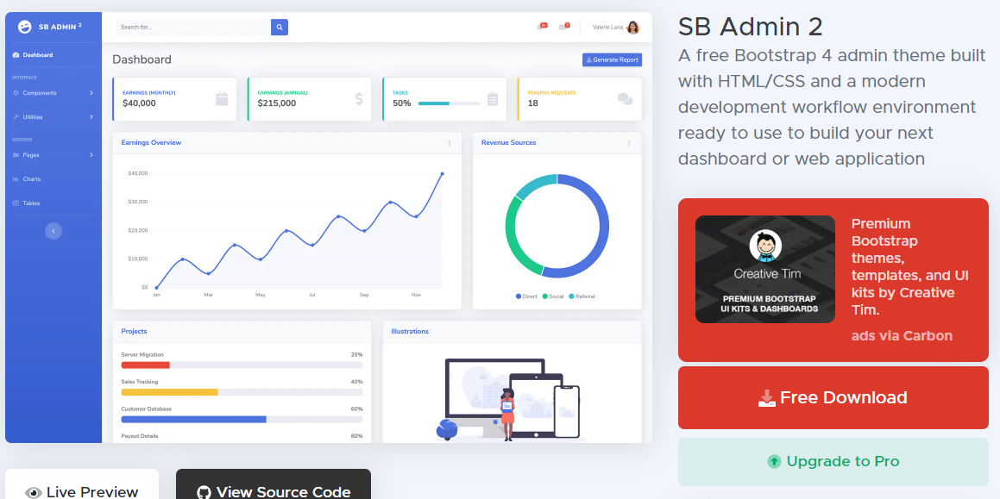 SB ADMIN 2
Search for...
3+
7
Valerie Luna
Dashboard
INTERFACE
Components
Utilities
ADDONS
Pages
Charts
Tables
Dashboard
Generate Report
EARNINGS (MONTHLY)
$40,000
EARNINGS (ANNUAL)
$215,000
TASKS
50%
PENDING REQUESTS
18
Earnings Overview
$40,000
$30,000
$20,000
$10,000
$0
Jan Mar May Jul Sep Nov
Revenue Sources
Direct Social Referral
Projects
Server Migration 20%
Sales Tracking 40%
Customer Database 60%
Payout Details 80%
Illustrations
Live Preview
View Source Code
SB Admin 2
A free Bootstrap 4 admin theme built
with HTML/CSS and a modern
development workflow environment
ready to use to build your next
dashboard or web application
Creative Tim
PREMIUM BOOTSTRAP
UI KITS & DASHBOARDS
Premium
Bootstrap
themes,
templates, and UI
kits by Creative
Tim.
ads via Carbon
Free Download
Upgrade to Pro